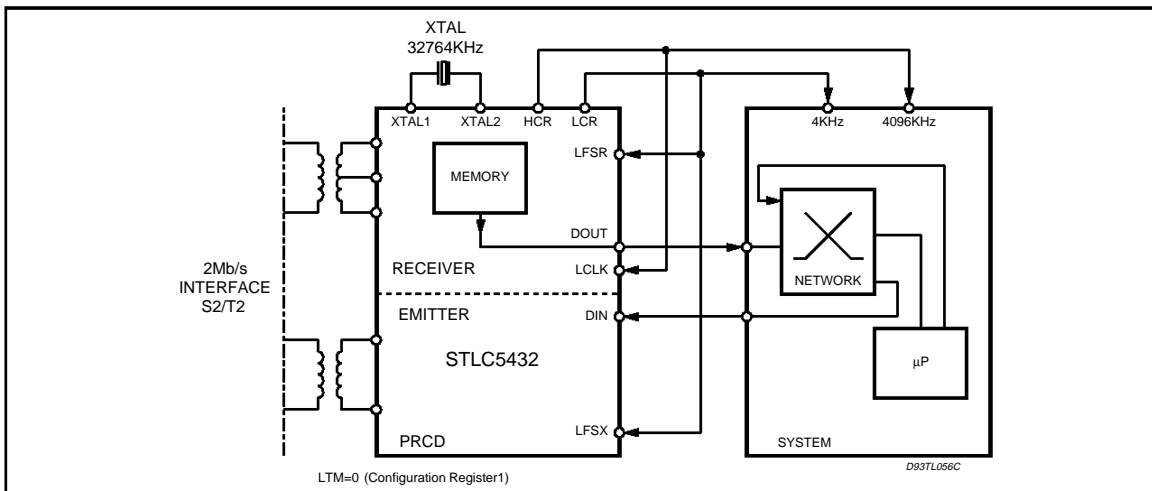 XTAL
32764KHz
XTAL1
XTAL2
HCR
LCR
4KHz
4096KHz
LFSR
MEMORY
DOUT
RECEIVER
LCLK
NETWORK
2Mb/s
INTERFACE
S2/T2
EMITTER
DIN
STLC5432
μP
LFSX
PRCD
SYSTEM
D93TL056C
LTM=0 (Configuration Register1)